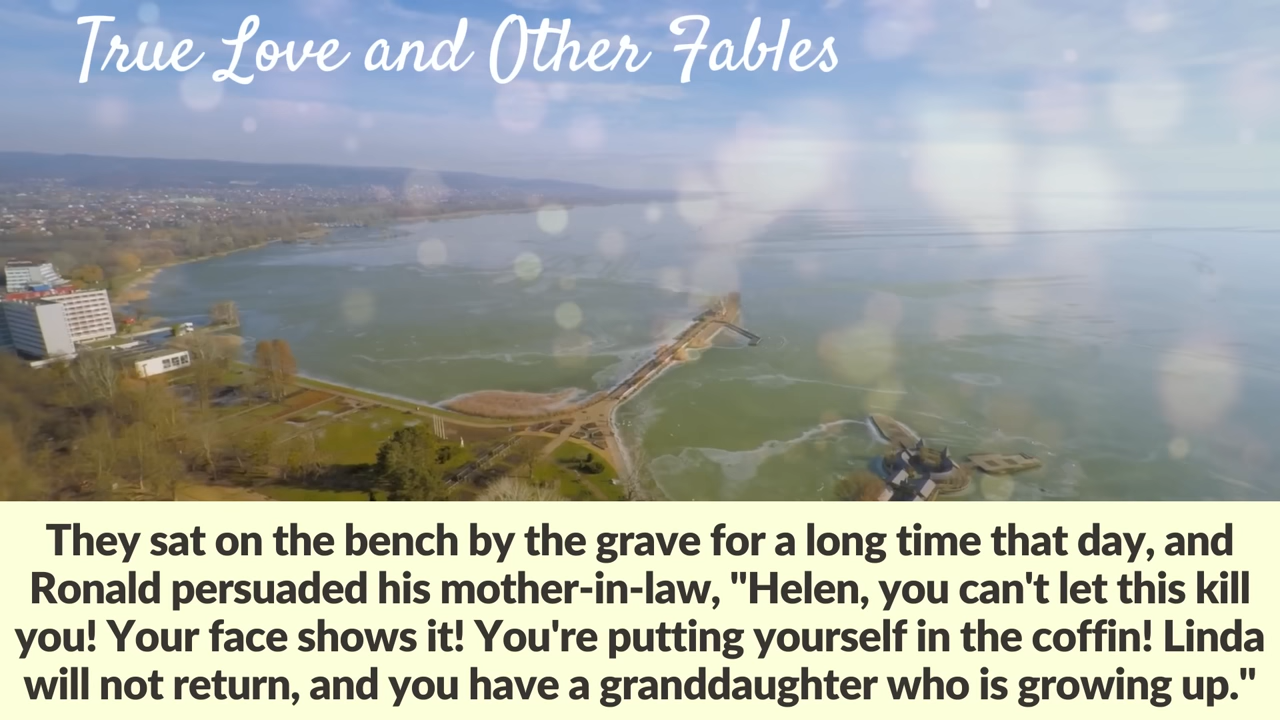 True Love and Other Fables
They sat on the bench by the grave for a long time that day, and
Ronald persuaded his mother-in-law, "Helen, you can't let this kill
you! Your face shows it! You're putting yourself in the coffin! Linda
will not return, and you have a granddaughter who is growing up."